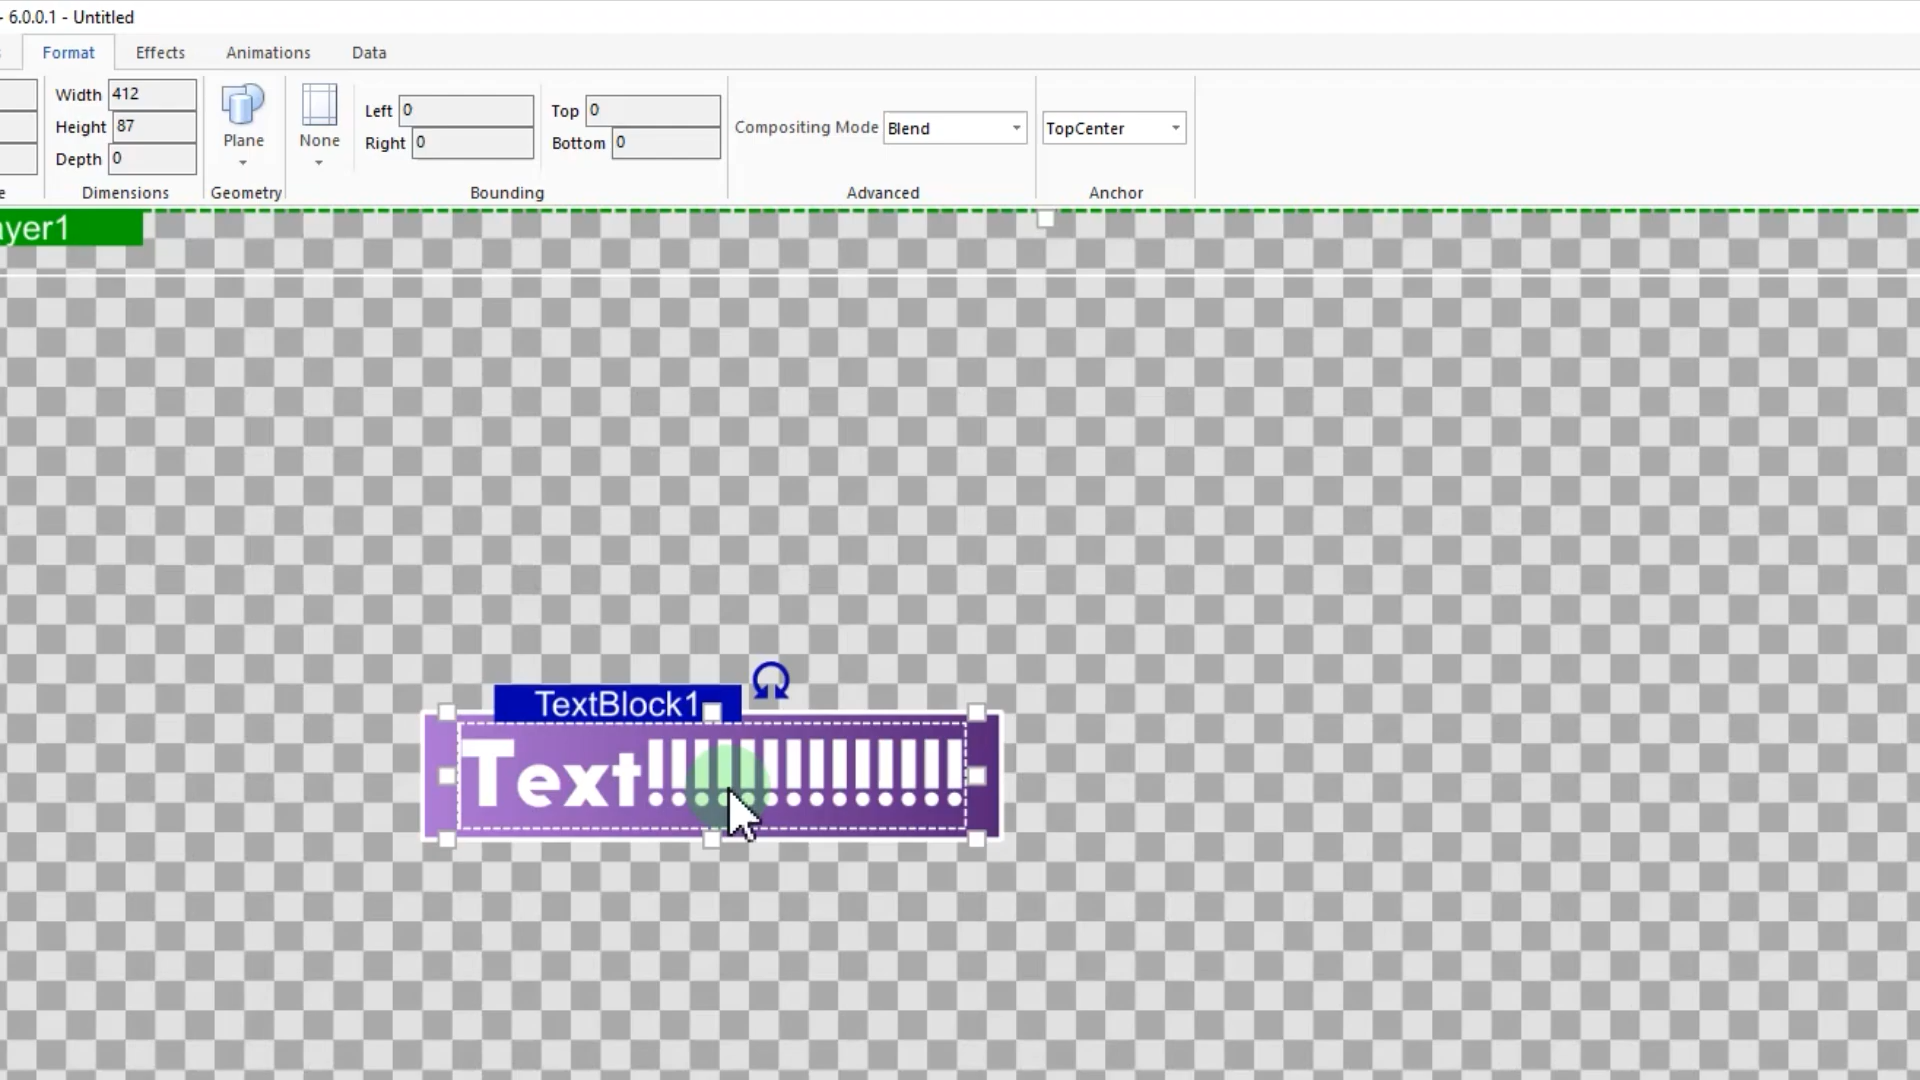 - 6.0.0.1 - Untitled
Format Effects Animations Data
Width 412
Height 87
Depth 0
Dimensions
Plane
Geometry
None
Left 0
Right 0
Top 0
Bottom 0
Bounding
Compositing Mode Blend
Advanced
TopCenter
Anchor
ayer1
TextBlock1
Text!!!!!!!!!!!!!!